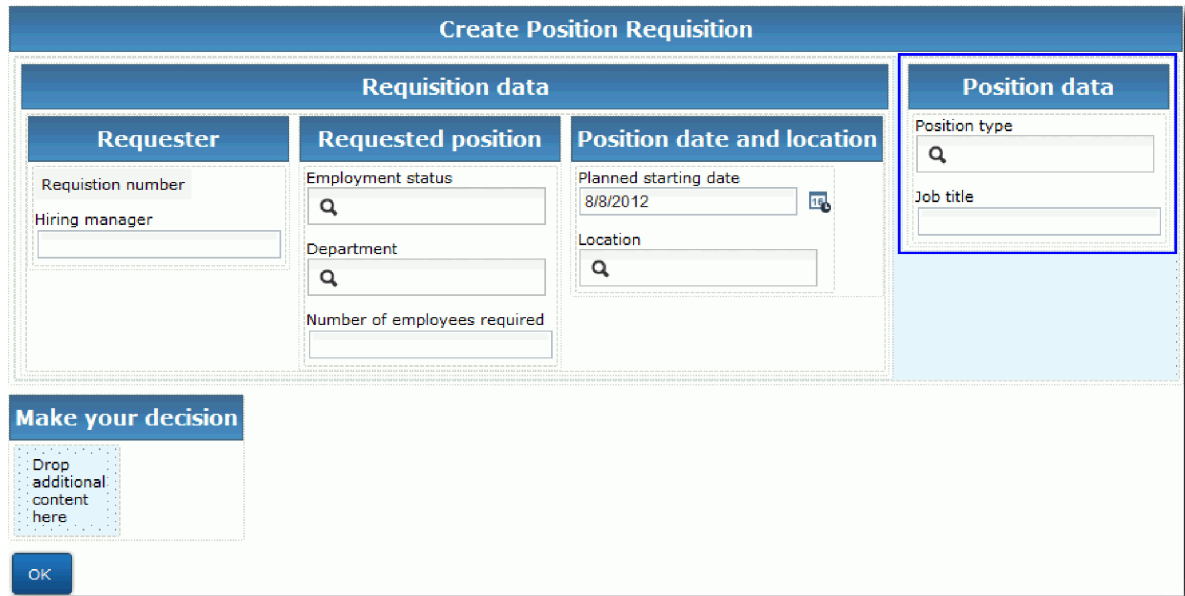 Create Position Requisition
Requisition data
Position data
Requester
Requested position
Position date and location
Position type
Requistion number
Employment status
Planned starting date
8/8/2012
16
Job title
Hiring manager
Location
Department
Number of employees required
Make your decision
Drop
additional
content
here
OK